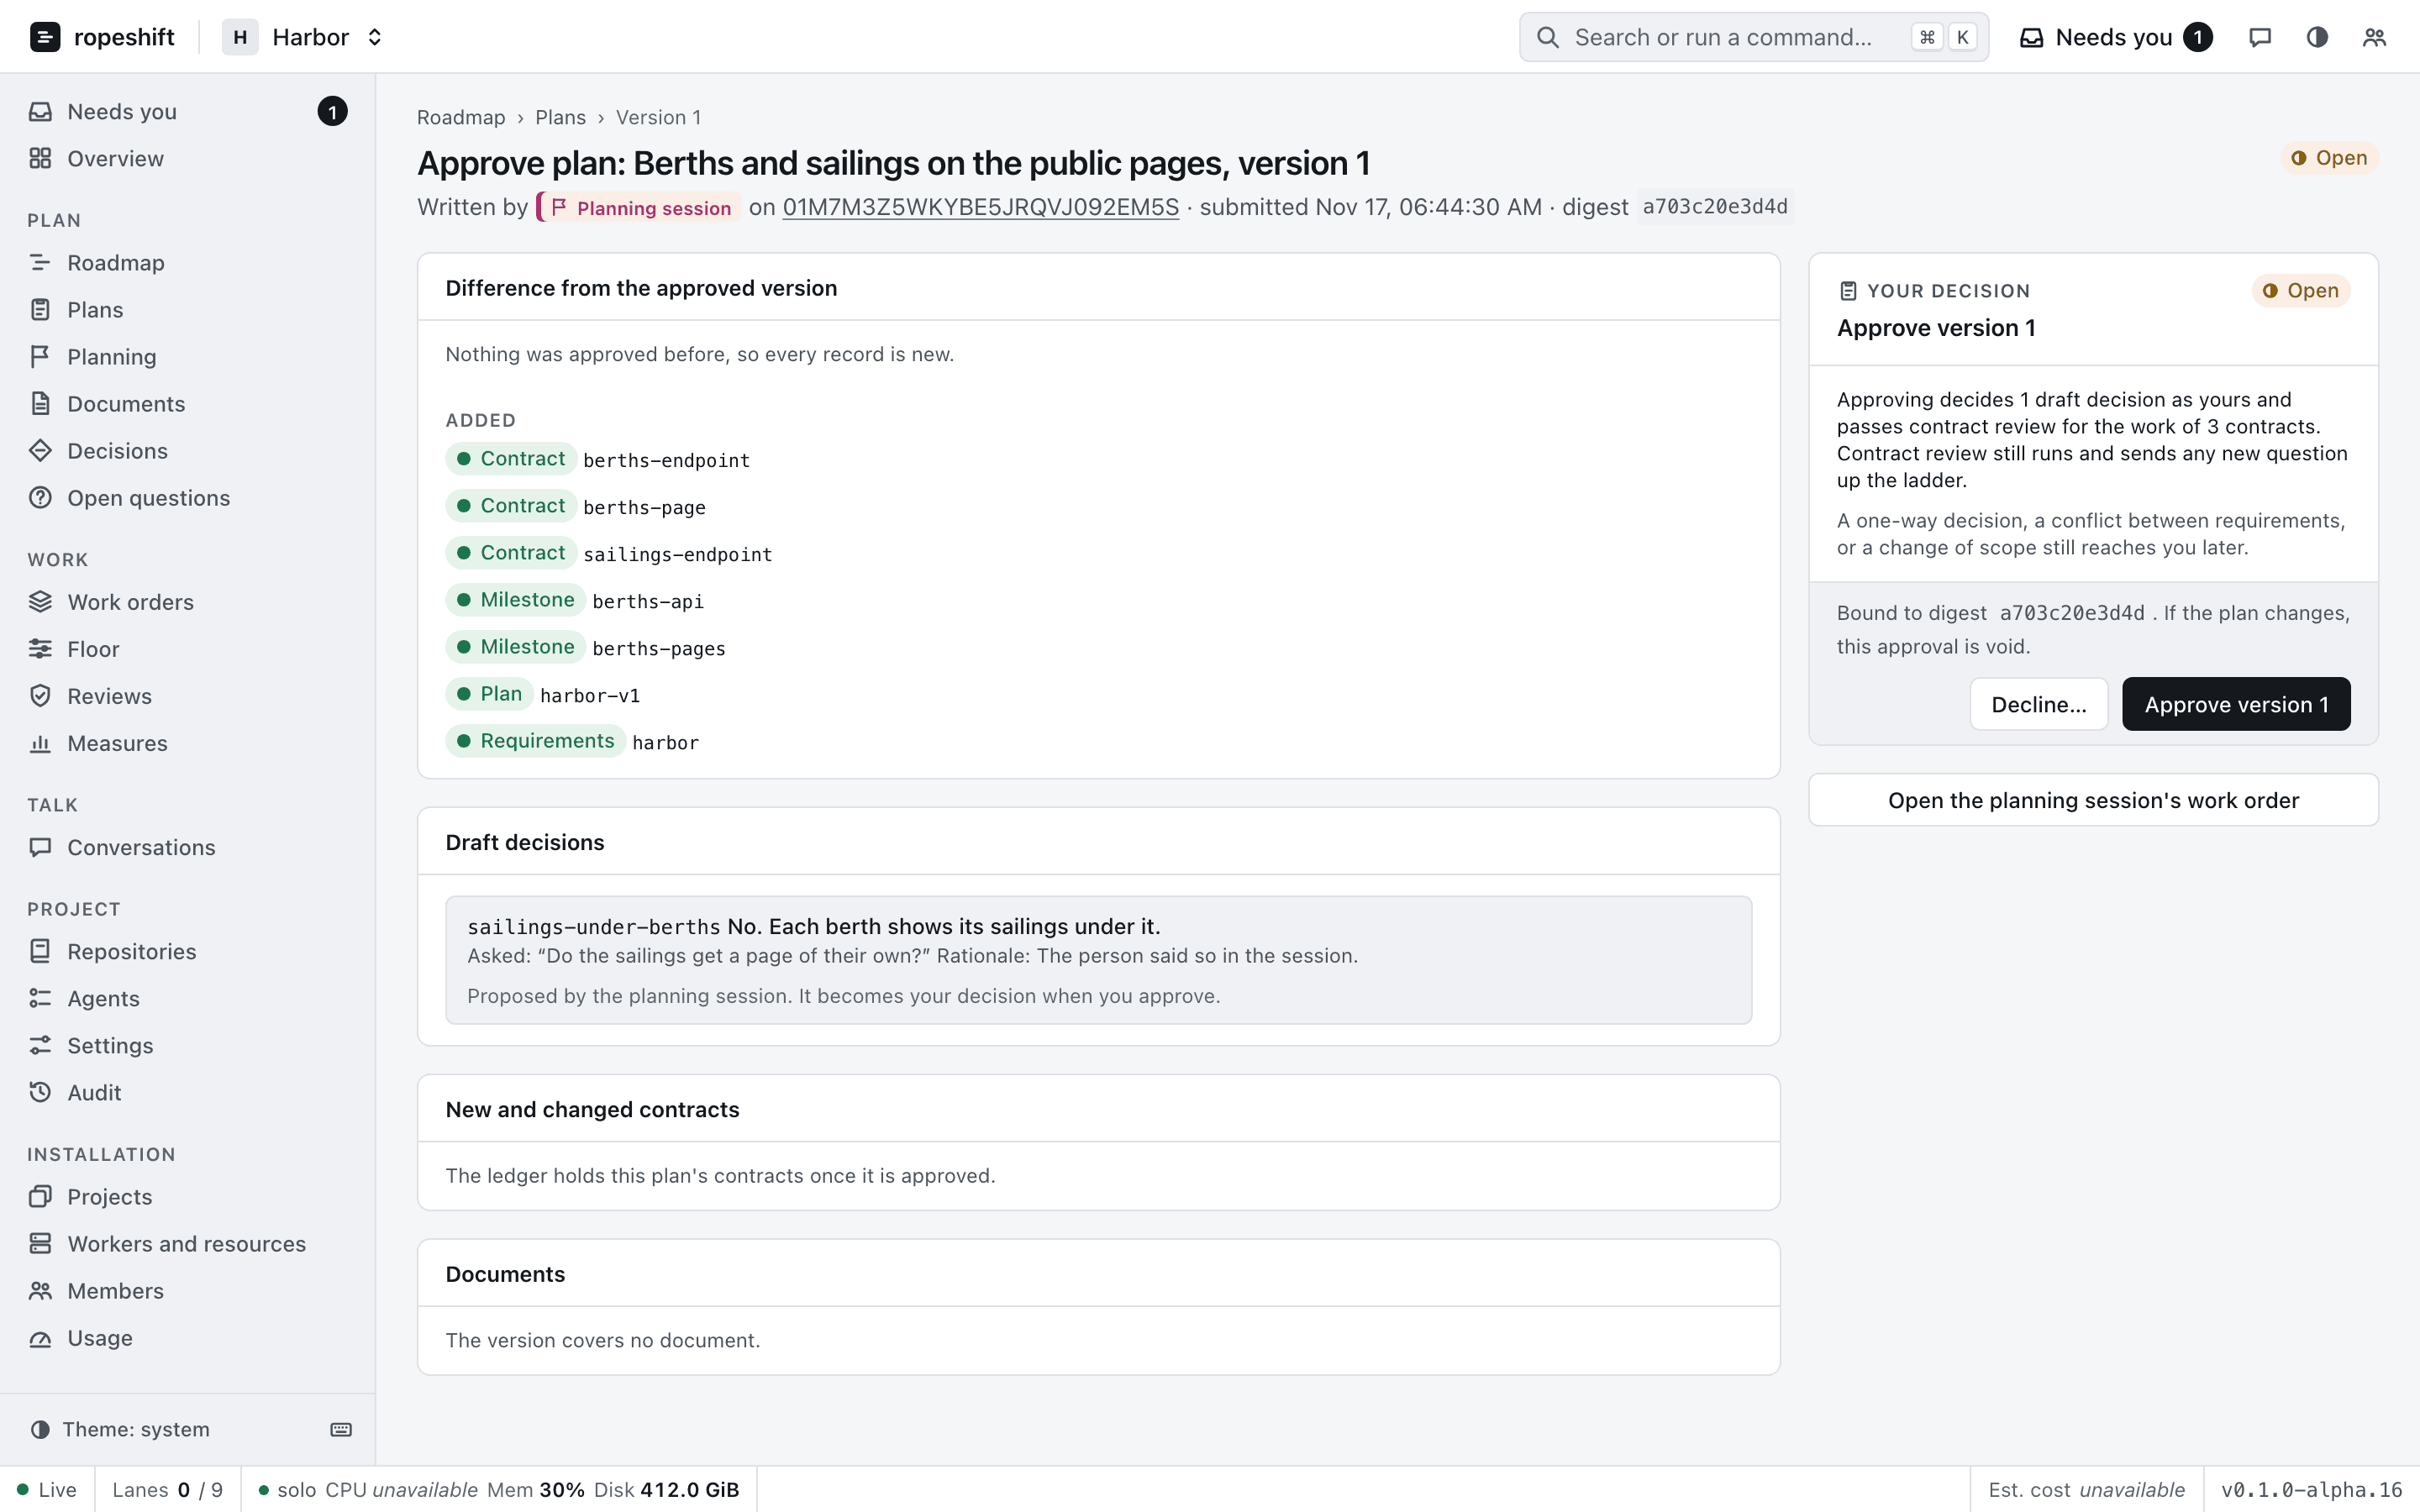 ropeshift
H Harbor
Search or run a command...
⌘ K
Needs you 1
Needs you 1
Overview
PLAN
Roadmap
Plans
Planning
Documents
Decisions
Open questions
WORK
Work orders
Floor
Reviews
Measures
TALK
Conversations
PROJECT
Repositories
Agents
Settings
Audit
INSTALLATION
Projects
Workers and resources
Members
Usage
Theme: system
Roadmap › Plans › Version 1
Approve plan: Berths and sailings on the public pages, version 1
Open
Written by Planning session on 01M7M3Z5WKYBE5JRQVJ092EM5S · submitted Nov 17, 06:44:30 AM · digest a703c20e3d4d
Difference from the approved version
Nothing was approved before, so every record is new.
ADDED
Contract berths-endpoint
Contract berths-page
Contract sailings-endpoint
Milestone berths-api
Milestone berths-pages
Plan harbor-v1
Requirements harbor
Draft decisions
sailings-under-berths No. Each berth shows its sailings under it.
Asked: “Do the sailings get a page of their own?” Rationale: The person said so in the session.
Proposed by the planning session. It becomes your decision when you approve.
New and changed contracts
The ledger holds this plan's contracts once it is approved.
Documents
The version covers no document.
YOUR DECISION
Open
Approve version 1
Approving decides 1 draft decision as yours and
passes contract review for the work of 3 contracts.
Contract review still runs and sends any new question
up the ladder.
A one-way decision, a conflict between requirements,
or a change of scope still reaches you later.
Bound to digest a703c20e3d4d . If the plan changes,
this approval is void.
Decline...
Approve version 1
Open the planning session's work order
Live
Lanes 0 / 9
solo CPU unavailable Mem 30% Disk 412.0 GiB
Est. cost unavailable
v0.1.0-alpha.16